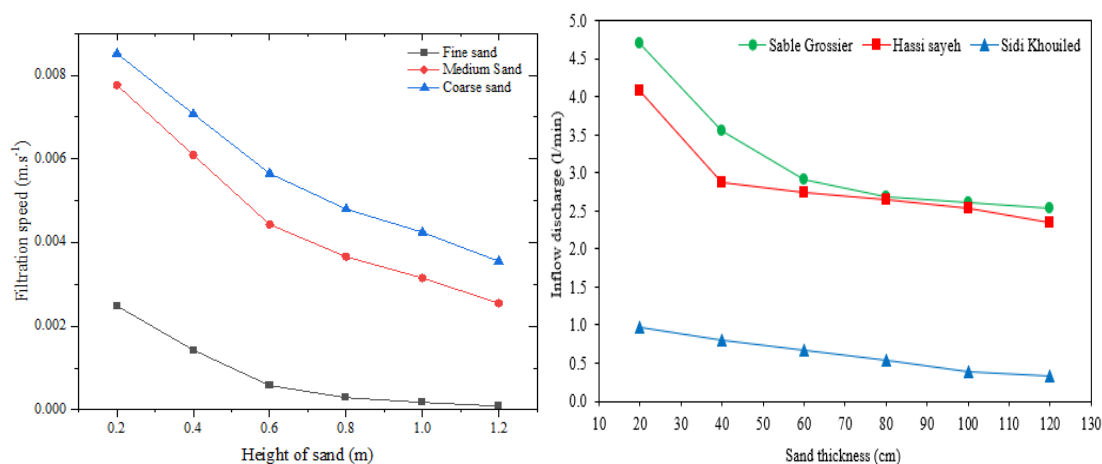 Fine sand
Medium Sand
Coarse sand
0.008
0.006
0.004
0.002
0.000
Filtration speed (m.s⁻¹)
0.2 0.4 0.6 0.8 1.0 1.2
Height of sand (m)
Sable Grossier Hassi sayeh Sidi Khouiled
5.0
4.5
4.0
3.5
3.0
2.5
2.0
1.5
1.0
0.5
0.0
Inflow discharge (l/min)
10 20 30 40 50 60 70 80 90 100 110 120 130
Sand thickness (cm)